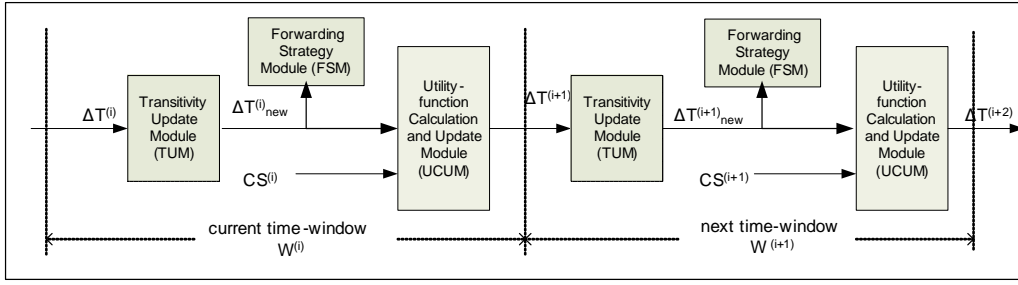 Forwarding
Strategy
Module (FSM)
ΔT(i)
Transitivity
Update
Module
(TUM)
ΔT(i)new
CS(i)
Utility-
function
Calculation
and Update
Module
(UCUM)
ΔT(i+1)
current time-window
W(i)
Forwarding
Strategy
Module (FSM)
Transitivity
Update
Module
(TUM)
ΔT(i+1)new
CS(i+1)
Utility-
function
Calculation
and Update
Module
(UCUM)
ΔT(i+2)
next time-window
W(i+1)